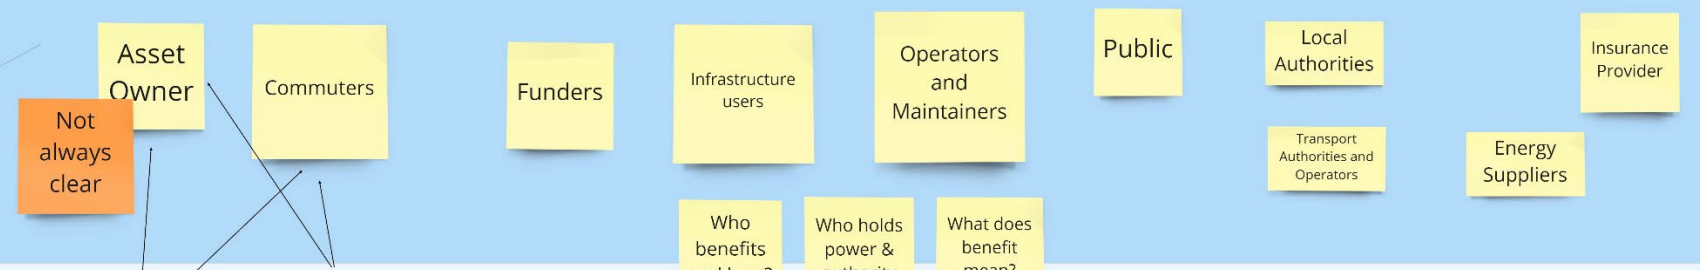 Asset
Owner
Not
always
clear
Commuters
Funders
Infrastructure
users
Operators
and
Maintainers
Public
Local
Authorities
Transport
Authorities and
Operators
Energy
Suppliers
Insurance
Provider
Who
benefits
Who holds
power &
What does
benefit
mean?